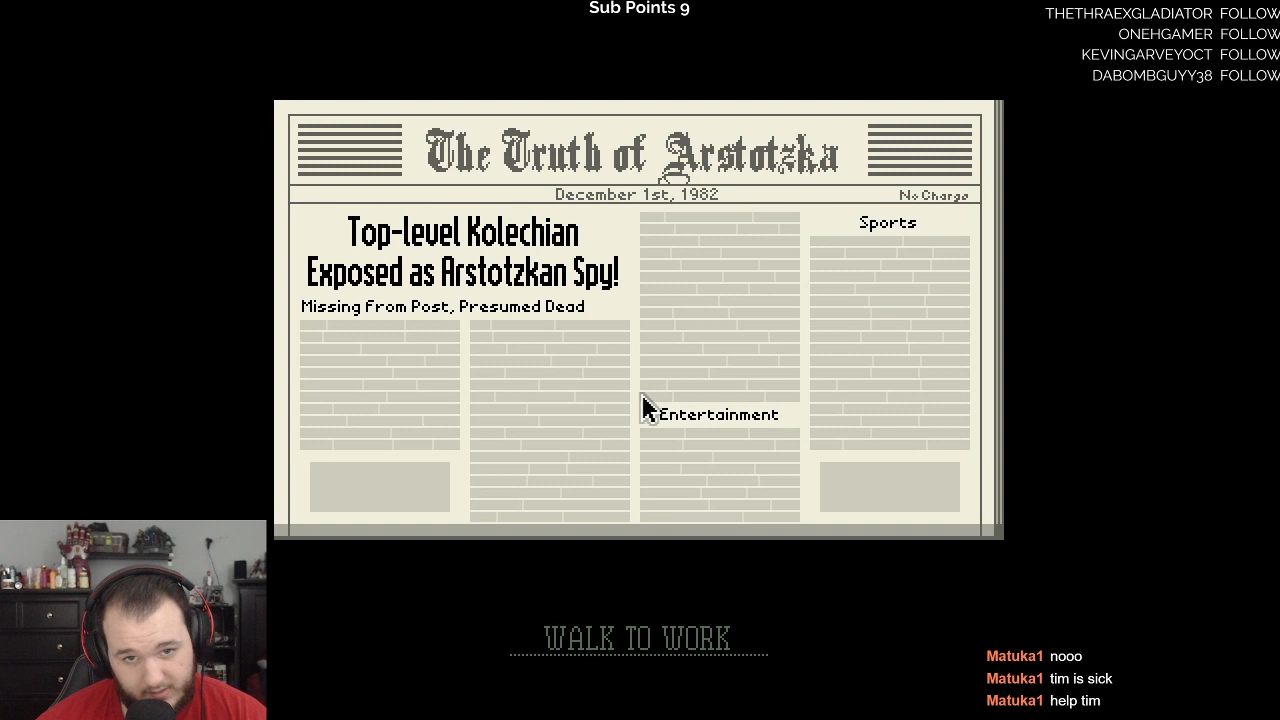 Sub Points 9
THETHRAEXGLADIATOR FOLLOW
ONEHGAMER FOLLOW
KEVINGARVEYOCT FOLLOW
DABOMBGUYY38 FOLLOW
The Truth of Arstotzka
December 1st, 1982
No Charge
Top-level Kolechian
Exposed as Arstotzkan Spy!
Missing From Post, Presumed Dead
Sports
Entertainment
WALK TO WORK
Matuka1 nooo
Matuka1 tim is sick
Matuka1 help tim